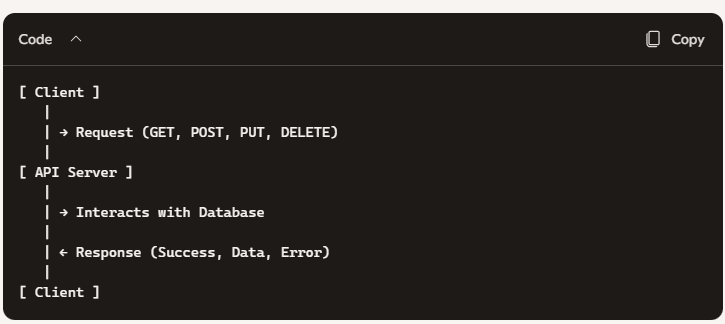 Code
Copy
[ Client ]
|
| → Request (GET, POST, PUT, DELETE)
|
[ API Server ]
|
| → Interacts with Database
|
| ← Response (Success, Data, Error)
|
[ Client ]